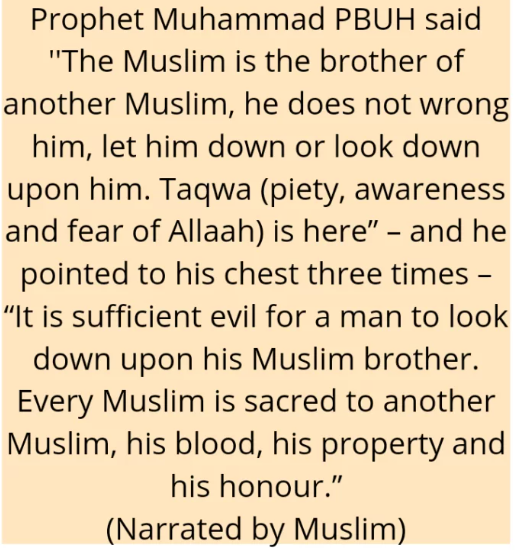 Prophet Muhammad PBUH said
''The Muslim is the brother of
another Muslim, he does not wrong
him, let him down or look down
upon him. Taqwa (piety, awareness
and fear of Allaah) is here” – and he
pointed to his chest three times –
“It is sufficient evil for a man to look
down upon his Muslim brother.
Every Muslim is sacred to another
Muslim, his blood, his property and
his honour.”
(Narrated by Muslim)